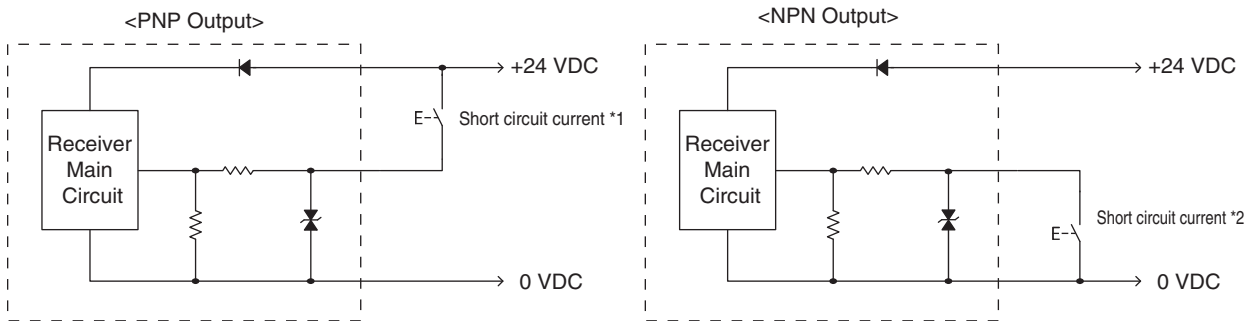 <PNP Output>
+24 VDC
E
Short circuit current *1
Receiver
Main
Circuit
0 VDC
<NPN Output>
+24 VDC
Receiver
Main
Circuit
E
Short circuit current *2
0 VDC